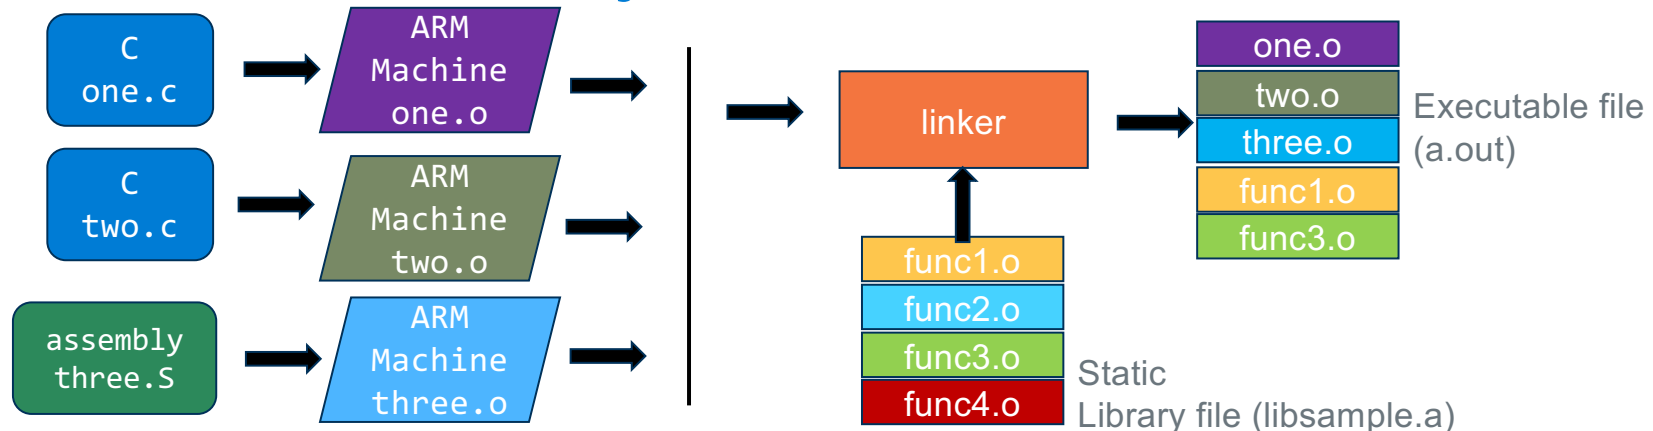 C
one.c
ARM
Machine
one.o
C
two.c
ARM
Machine
two.o
assembly
three.S
ARM
Machine
three.o
linker
func1.o
func2.o
func3.o
func4.o
Static
Library file (libsample.a)
one.o
two.o
three.o
func1.o
func3.o
Executable file
(a.out)